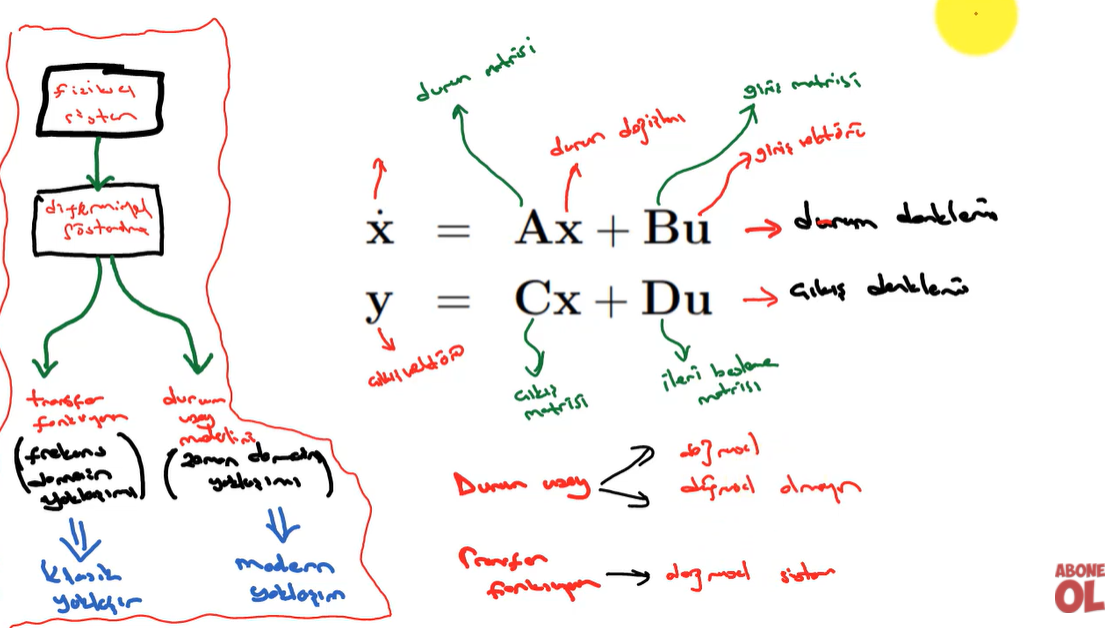 fiziksel
sistem
diferansiyel
gösterim
transfer
fonksiyon
(frekans
domain
yaklaşımı)
klasik
yaklaşım
durum
uzay
modelini
(zaman domain
yaklaşımı)
modern
yaklaşım
durum matrisi
durum değişkeni
giriş matrisi
giriş vektörü
ẋ = Ax + Bu → durum denklemi
y = Cx + Du → çıkış denklemi
çıkış vektörü
çıkış
matrisi
ileri besleme
matrisi
Durum uzay
doğrusal
doğrusal olmayan
Transfer
fonksiyon → doğrusal sistem
ABONE
OL